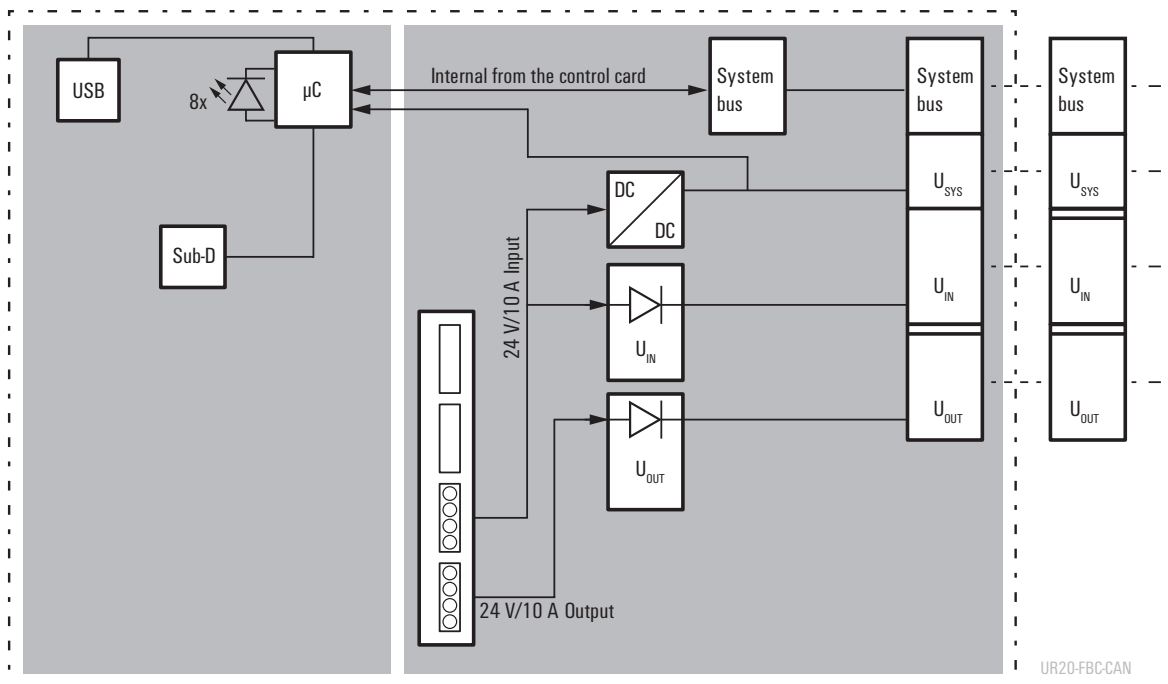 USB
8x
µC
Internal from the control card
System
bus
System
bus
System
bus
DC
DC
U_SYS
U_SYS
Sub-D
24 V/10 A Input
U_IN
U_IN
U_IN
U_OUT
U_OUT
U_OUT
24 V/10 A Output
UR20-FBC-CAN